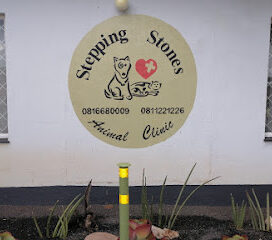 Stepping Stones
0816680009 0811221226
Animal Clinic